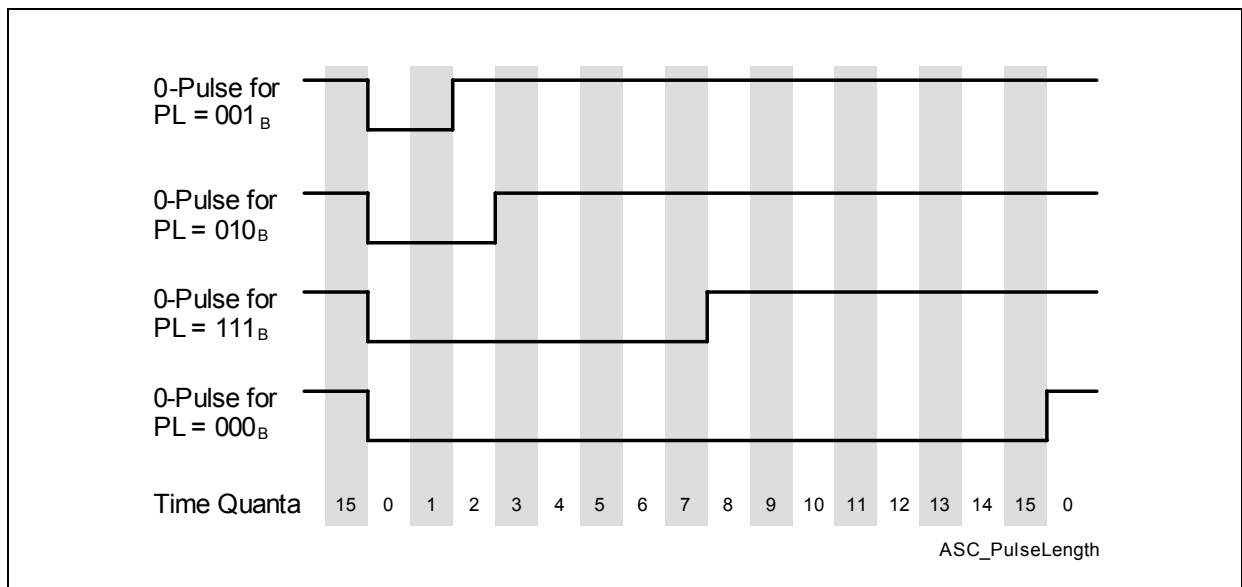 0-Pulse for
PL = 001B
0-Pulse for
PL = 010B
0-Pulse for
PL = 111B
0-Pulse for
PL = 000B
Time Quanta 15 0 1 2 3 4 5 6 7 8 9 10 11 12 13 14 15 0
ASC_PulseLength